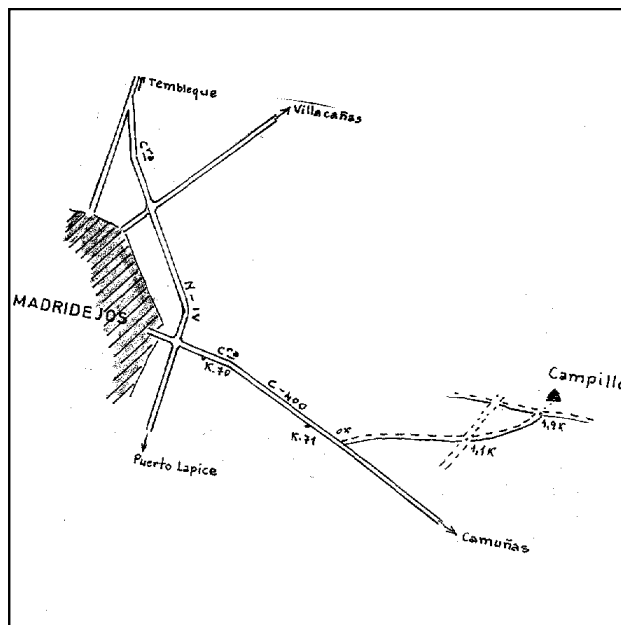 Tembleque
Villacañas
Cra
N-IV
MADRIDEJOS
Cra
K.70
C-400
K.71
0K
1,1K
1,9K
Campillo
Puerto Lapice
Camuñas